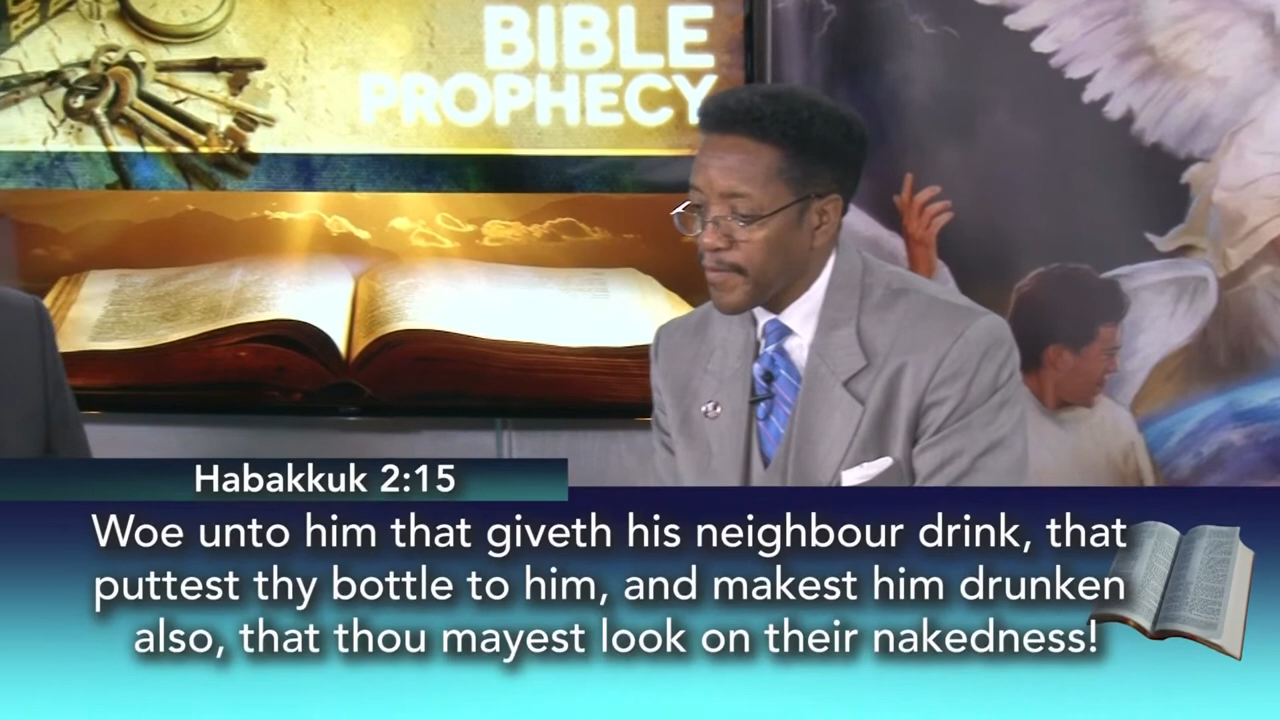 BIBLE
PROPHECY
Habakkuk 2:15
Woe unto him that giveth his neighbour drink, that
puttest thy bottle to him, and makest him drunken
also, that thou mayest look on their nakedness!